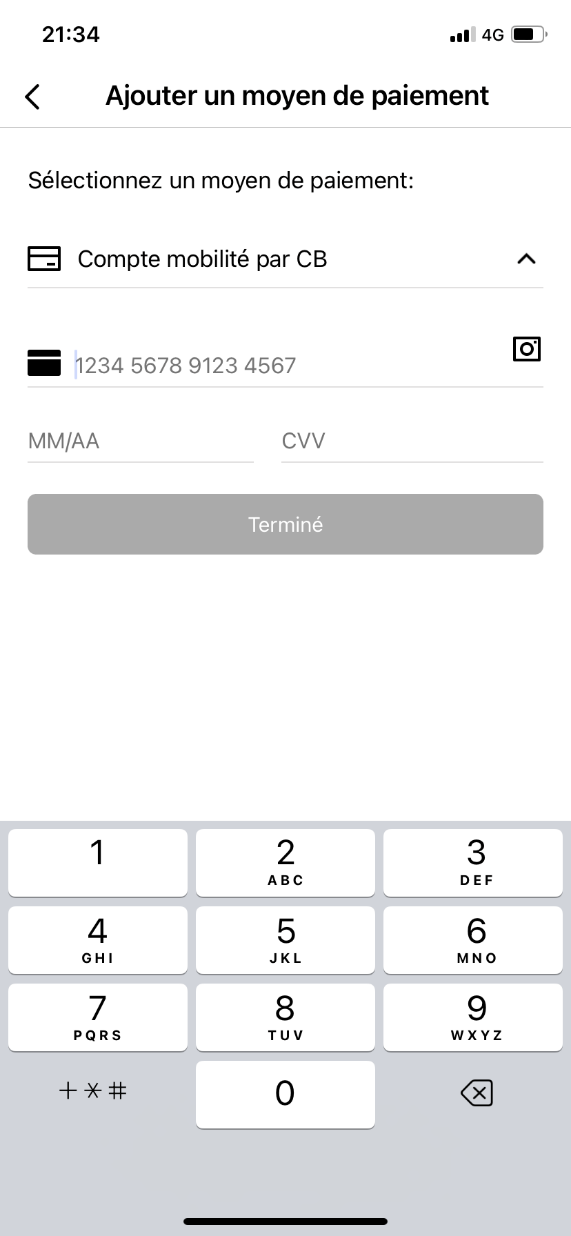 21:34
4G
Ajouter un moyen de paiement
Sélectionnez un moyen de paiement:
Compte mobilité par CB
1234 5678 9123 4567
MM/AA
CVV
Terminé
1
2
ABC
3
DEF
4
GHI
5
JKL
6
MNO
7
PQRS
8
TUV
9
WXYZ
+*#
0